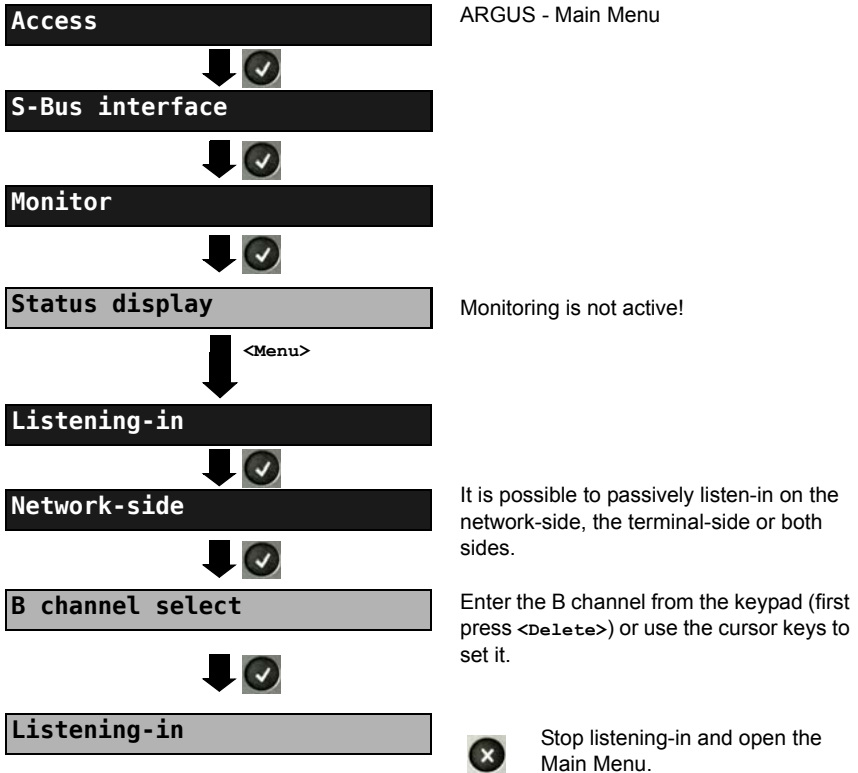 Access
ARGUS - Main Menu
S-Bus interface
Monitor
Status display
Monitoring is not active!
<Menu>
Listening-in
Network-side
It is possible to passively listen-in on the
network-side, the terminal-side or both
sides.
B channel select
Enter the B channel from the keypad (first
press <Delete>) or use the cursor keys to
set it.
Listening-in
Stop listening-in and open the
Main Menu.